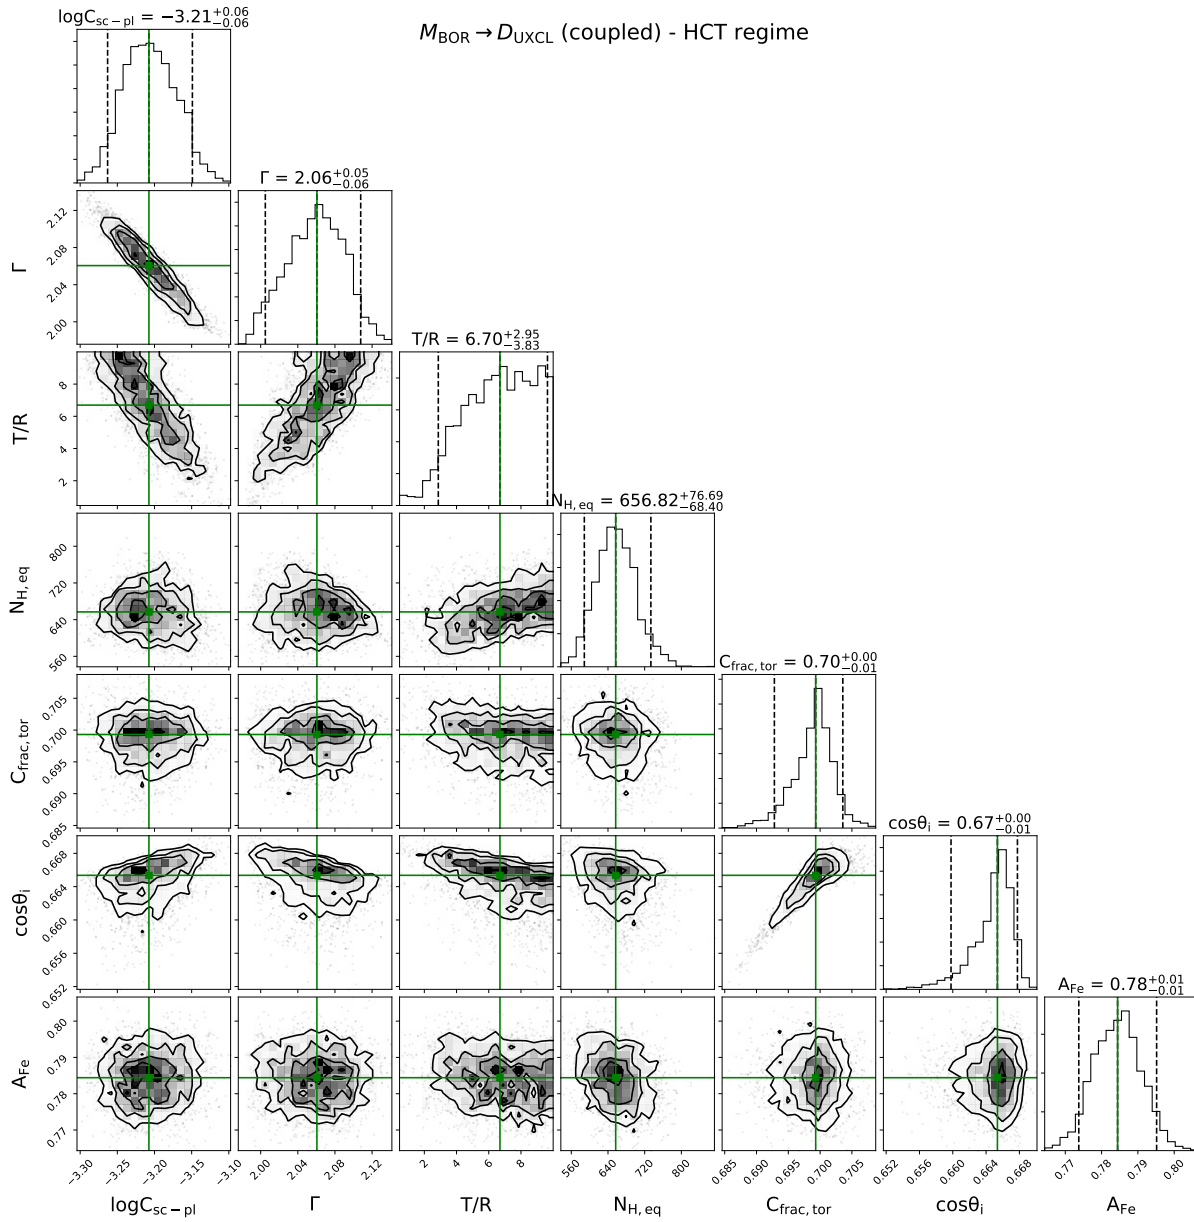 logC_sc−pl = −3.21 +0.06 −0.06
M_BOR → D_UXCL (coupled) - HCT regime
Γ = 2.06 +0.05 −0.06
2.12
2.08
2.04
2.00
Γ
T/R = 6.70 +2.95 −3.83
8
6
4
2
T/R
N_H, eq = 656.82 +76.69 −68.40
800
720
640
560
N_H, eq
C_frac, tor = 0.70 +0.00 −0.01
0.705
0.700
0.695
0.690
0.685
C_frac, tor
cosθ_i = 0.67 +0.00 −0.01
0.668
0.664
0.660
0.656
0.652
cosθ_i
A_Fe = 0.78 +0.01 −0.01
0.80
0.79
0.78
0.77
A_Fe
−3.30 −3.25 −3.20 −3.15 −3.10 2.00 2.04 2.08 2.12 2 4 6 8 560 640 720 800 0.685 0.690 0.695 0.700 0.705 0.652 0.656 0.660 0.664 0.668 0.77 0.78 0.79 0.80
logC_sc−pl Γ T/R N_H, eq C_frac, tor cosθ_i A_Fe